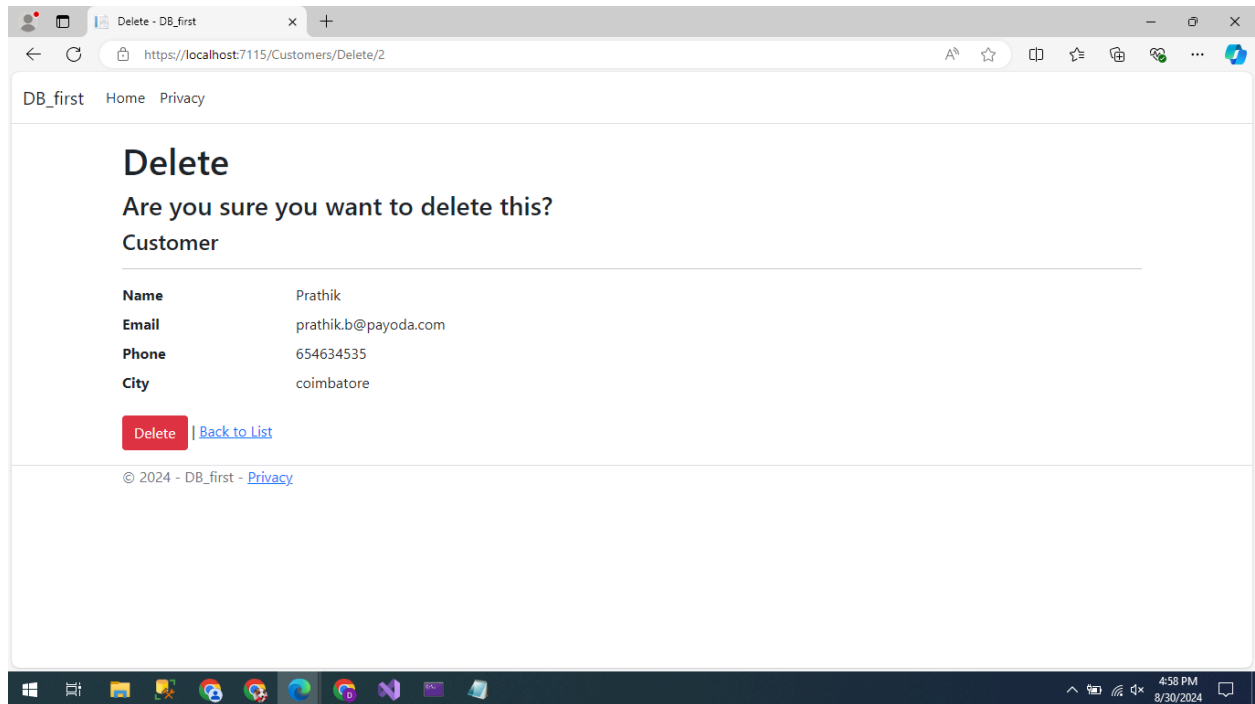 Delete - DB_first
https://localhost:7115/Customers/Delete/2
DB_first Home Privacy
Delete
Are you sure you want to delete this?
Customer
Name Prathik
Email prathik.b@payoda.com
Phone 654634535
City coimbatore
Delete | Back to List
© 2024 - DB_first - Privacy
4:58 PM
8/30/2024